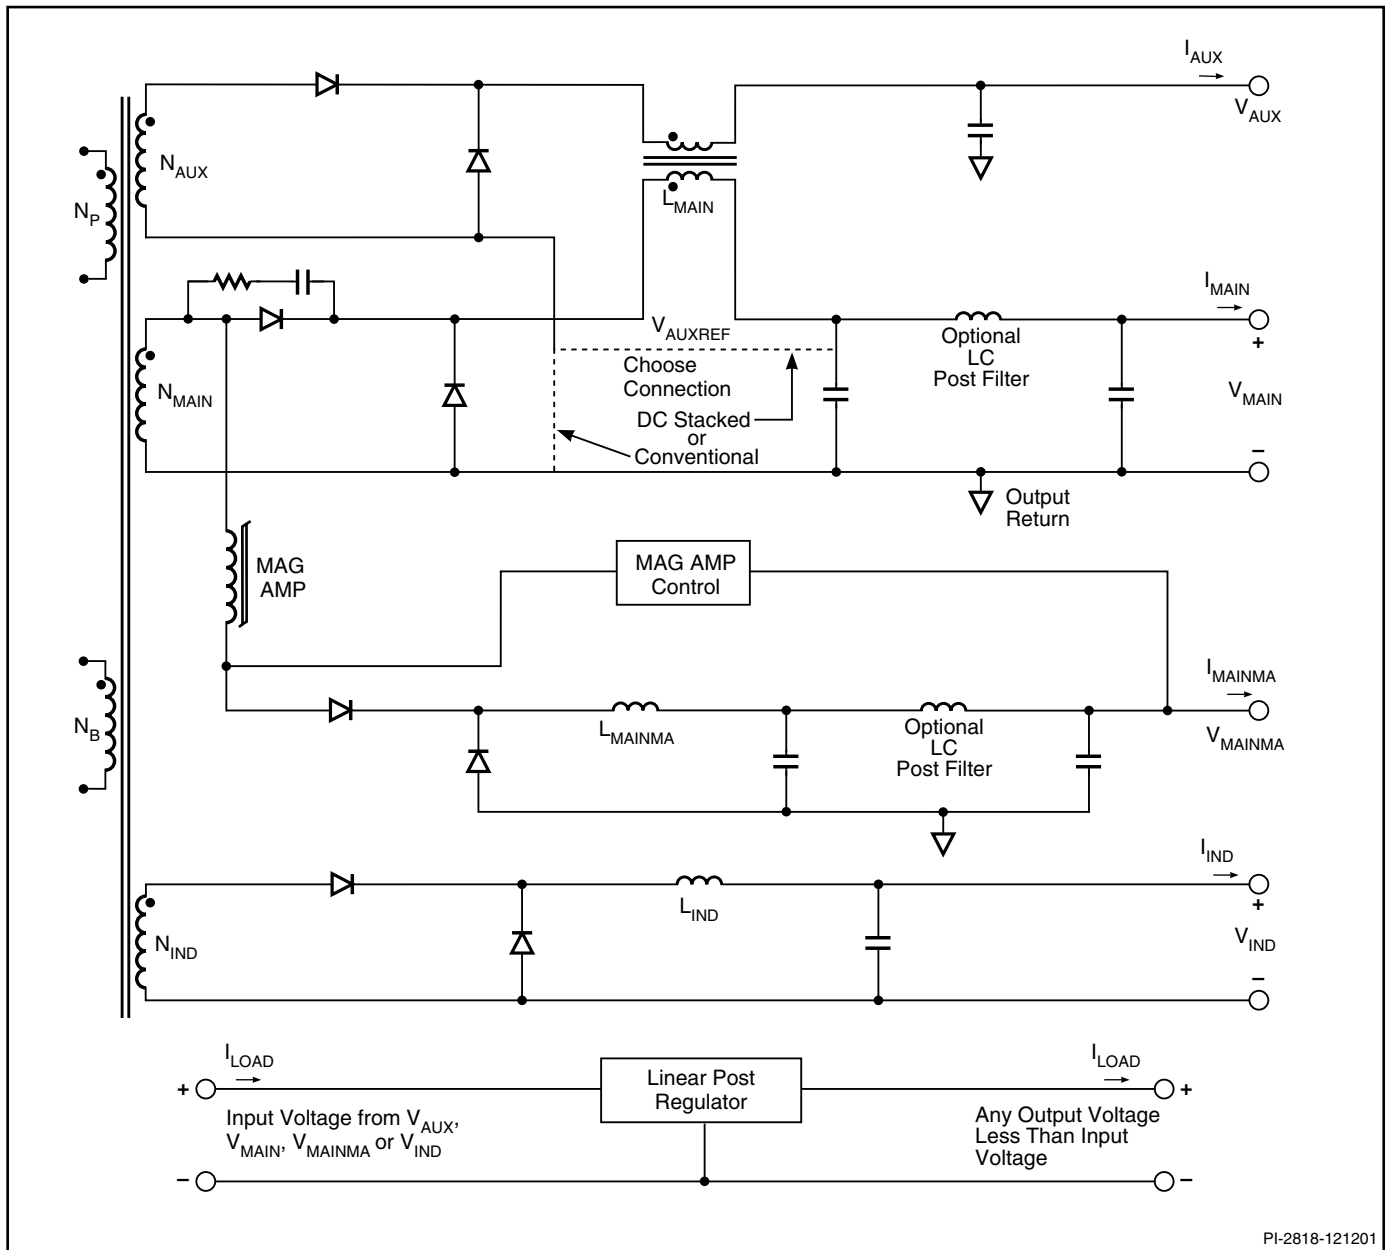 I_AUX
V_AUX
N_AUX
N_P
L_MAIN
I_MAIN
V_AUXREF
Choose
Connection
DC Stacked
or
Conventional
Optional
LC
Post Filter
+
V_MAIN
−
N_MAIN
Output
Return
MAG
AMP
MAG AMP
Control
I_MAINMA
V_MAINMA
N_B
L_MAINMA
Optional
LC
Post Filter
I_IND
+
V_IND
−
L_IND
N_IND
I_LOAD
+
Input Voltage from V_AUX,
V_MAIN, V_MAINMA or V_IND
−
Linear Post
Regulator
I_LOAD
+
Any Output Voltage
Less Than Input
Voltage
−
PI-2818-121201